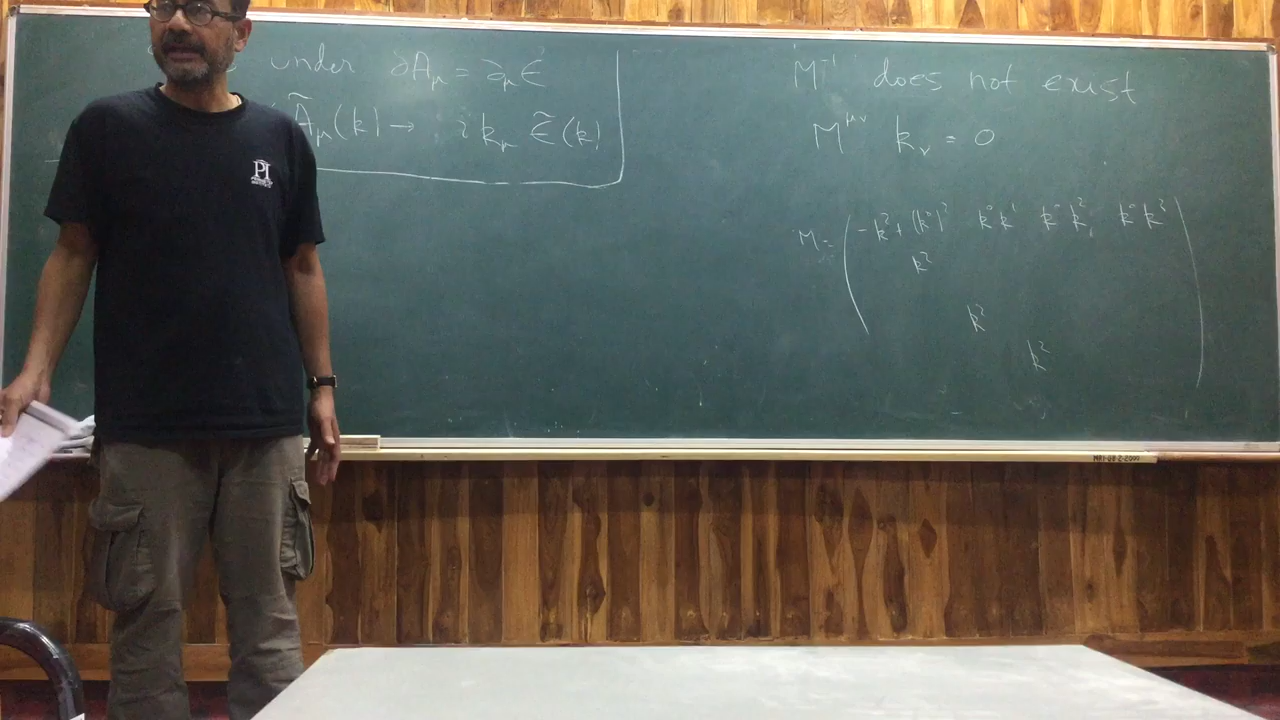 under δA_μ = ∂_μ ε
Ã_μ(k) → i k_μ ε̃(k)
M⁻¹ does not exist
M^{μν} k_ν = 0
M = ( -k² + (k⁰)² k⁰k¹ k⁰k² k⁰k³ )
k²
k²
k²
PI